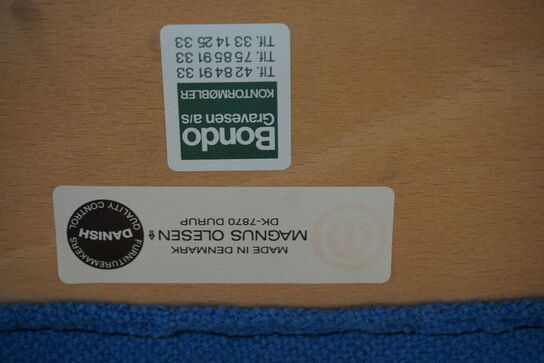 MADE IN DENMARK
MAGNUS OLESEN
DK-7870 DURUP
FURNITUREMAKERS
DANISH
QUALITY CONTROL
Bondo
Gravesen a/s
KONTORMØBLER
Tlf. 42 84 91 33
Tlf. 75 85 91 33
Tlf. 33 14 25 33